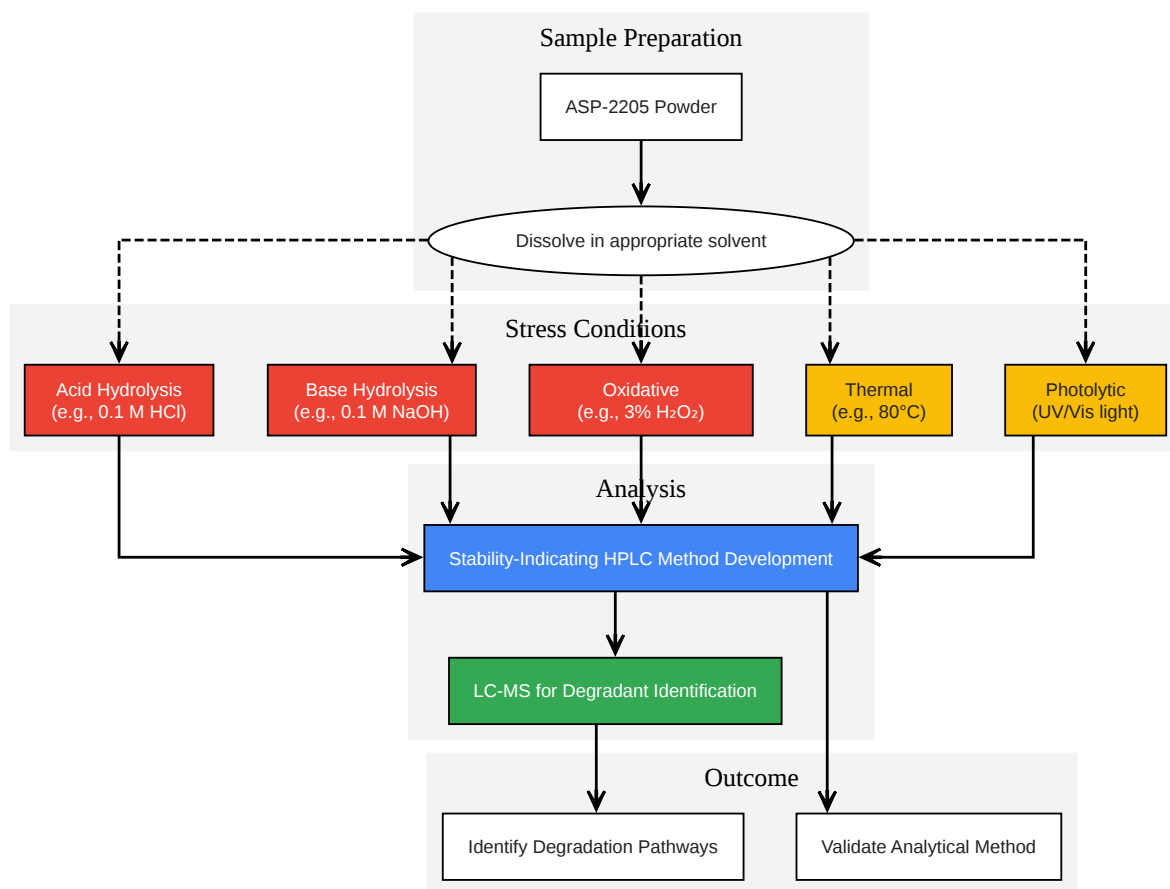 Sample Preparation
ASP-2205 Powder
Dissolve in appropriate solvent
Stress Conditions
Acid Hydrolysis
(e.g., 0.1 M HCl)
Base Hydrolysis
(e.g., 0.1 M NaOH)
Oxidative
(e.g., 3% H₂O₂)
Thermal
(e.g., 80°C)
Photolytic
(UV/Vis light)
Analysis
Stability-Indicating HPLC Method Development
LC-MS for Degradant Identification
Outcome
Identify Degradation Pathways
Validate Analytical Method